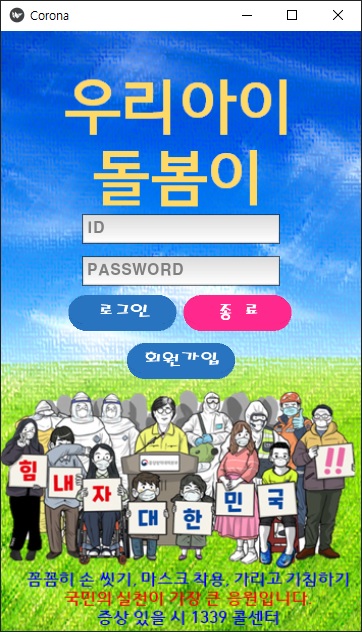 Corona
우리아이
돌봄이
ID
PASSWORD
로그인
종 료
회원가입
힘 내 자 대 한 민 국 !!
꼼꼼히 손 씻기, 마스크 착용, 가리고 기침하기
국민의 실천이 가장 큰 응원입니다
증상 있을 시 1339 콜센터